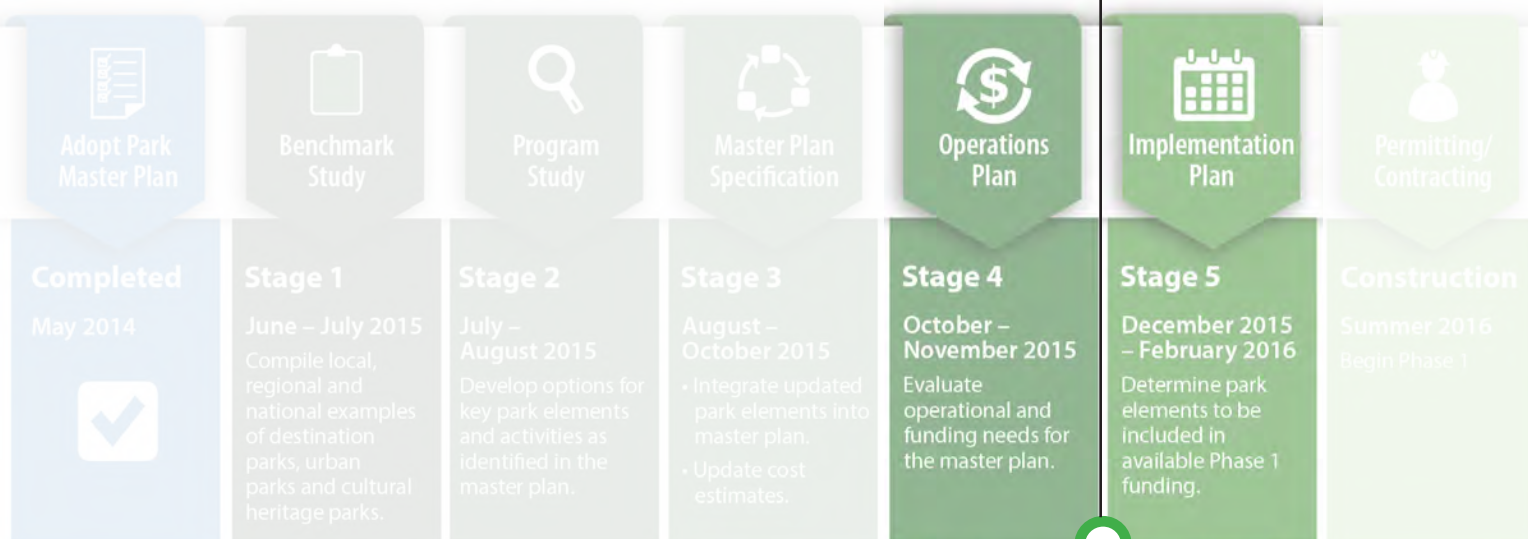 Adopt Park
Master Plan
Completed
May 2014
Benchmark
Study
Stage 1
June – July 2015
Compile local,
regional and
national examples
of destination
parks, urban
parks and cultural
heritage parks.
Program
Study
Stage 2
July –
August 2015
Develop options for
key park elements
and activities as
identified in the
master plan.
Master Plan
Specification
Stage 3
August –
October 2015
• Integrate updated
park elements into
master plan.
• Update cost
estimates.
$
Operations
Plan
Stage 4
October –
November 2015
Evaluate
operational and
funding needs for
the master plan.
Implementation
Plan
Stage 5
December 2015
– February 2016
Determine park
elements to be
included in
available Phase 1
funding.
Permitting/
Contracting
Construction
Summer 2016
Begin Phase 1